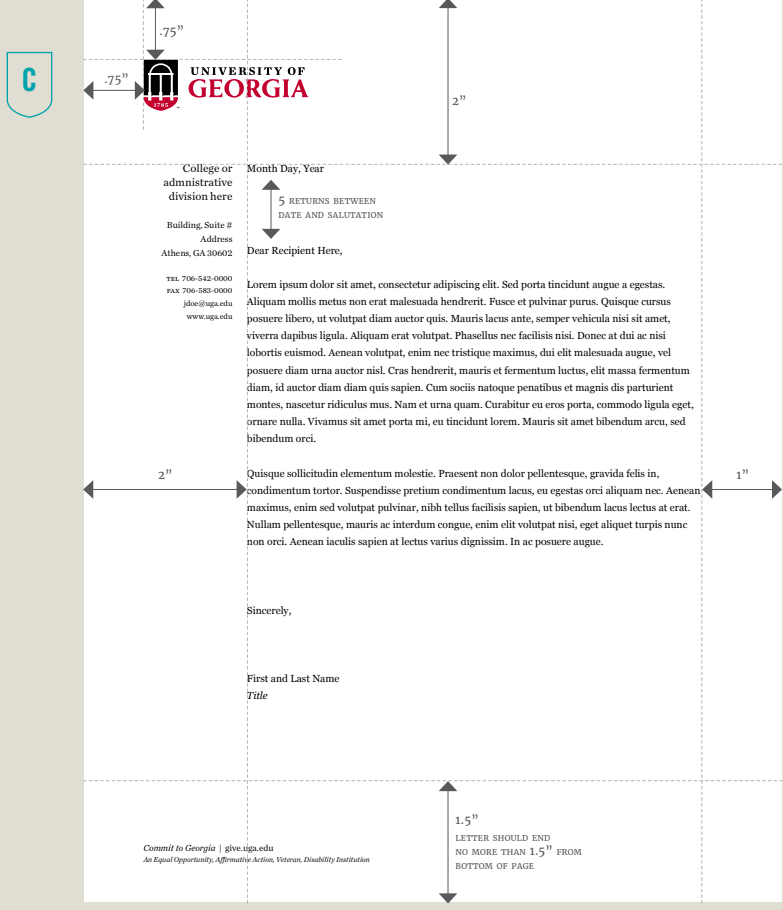 .75”
C
.75”
UNIVERSITY OF
GEORGIA
1785
2”
College or
admnistrative
division here
Building, Suite #
Address
Athens, GA 30602
TEL 706-542-0000
FAX 706-583-0000
jdoe@uga.edu
www.uga.edu
Month Day, Year
5 RETURNS BETWEEN
DATE AND SALUTATION
Dear Recipient Here,
Lorem ipsum dolor sit amet, consectetur adipiscing elit. Sed porta tincidunt augue a egestas.
Aliquam mollis metus non erat malesuada hendrerit. Fusce et pulvinar purus. Quisque cursus
posuere libero, ut volutpat diam auctor quis. Mauris lacus ante, semper vehicula nisi sit amet,
viverra dapibus ligula. Aliquam erat volutpat. Phasellus nec facilisis nisi. Donec at dui ac nisi
lobortis euismod. Aenean volutpat, enim nec tristique maximus, dui elit malesuada augue, vel
posuere diam urna auctor nisl. Cras hendrerit, mauris et fermentum luctus, elit massa fermentum
diam, id auctor diam diam quis sapien. Cum sociis natoque penatibus et magnis dis parturient
montes, nascetur ridiculus mus. Nam et urna quam. Curabitur eu eros porta, commodo ligula eget,
ornare nulla. Vivamus sit amet porta mi, eu tincidunt lorem. Mauris sit amet bibendum arcu, sed
bibendum orci.
2”
1”
Quisque sollicitudin elementum molestie. Praesent non dolor pellentesque, gravida felis in,
condimentum tortor. Suspendisse pretium condimentum lacus, eu egestas orci aliquam nec. Aenean
maximus, enim sed volutpat pulvinar, nibh tellus facilisis sapien, ut bibendum lacus lectus at erat.
Nullam pellentesque, mauris ac interdum congue, enim elit volutpat nisi, eget aliquet turpis nunc
non orci. Aenean iaculis sapien at lectus varius dignissim. In ac posuere augue.
Sincerely,
First and Last Name
Title
1.5”
LETTER SHOULD END
NO MORE THAN 1.5” FROM
BOTTOM OF PAGE
Commit to Georgia | give.uga.edu
An Equal Opportunity, Affirmative Action, Veteran, Disability Institution